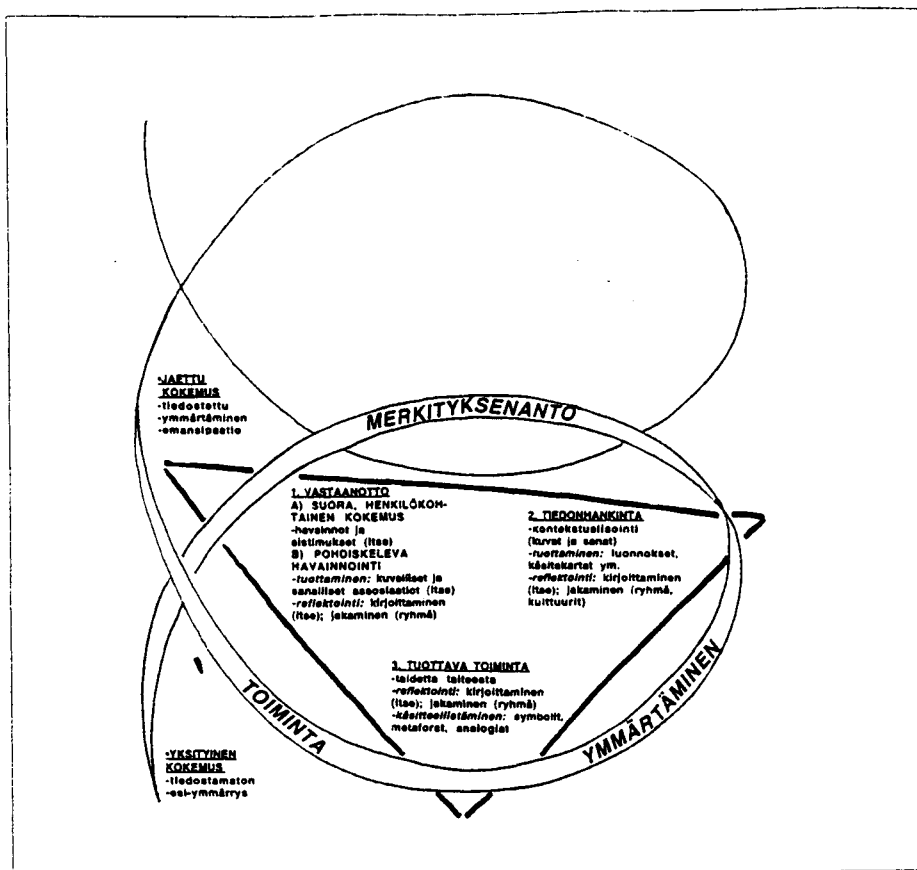 -JAETTU
KOKEMUS
-tiedostettu
-ymmärtäminen
-emansipaatio
MERKITYKSENANTO
1. VASTAANOTTO
A) SUORA, HENKILÖKOH-
TAINEN KOKEMUS
-havainnot ja
aistimukset (itse)
B) POHDISKELEVA
HAVAINNOINTI
-tuottaminen: kuvalliset ja
sanalliset assosiaatiot (itse)
-reflektointi: kirjoittaminen
(itse); jakaminen (ryhmä)
2. TIEDONHANKINTA
-kontekstualisointi
(kuvat ja sanat)
-tuottaminen: luonnokset,
käsitekartat ym.
-reflektointi: kirjoittaminen
(itse); jakaminen (ryhmä,
kulttuurit)
3. TUOTTAVA TOIMINTA
-taidetta taiteesta
-reflektointi: kirjoittaminen
(itse); jakaminen (ryhmä)
-käsitteellistäminen: symbolit,
metaforat, analogiat
TOIMINTA
YMMÄRTÄMINEN
-YKSITYINEN
KOKEMUS
-tiedostamaton
-esi-ymmärrys